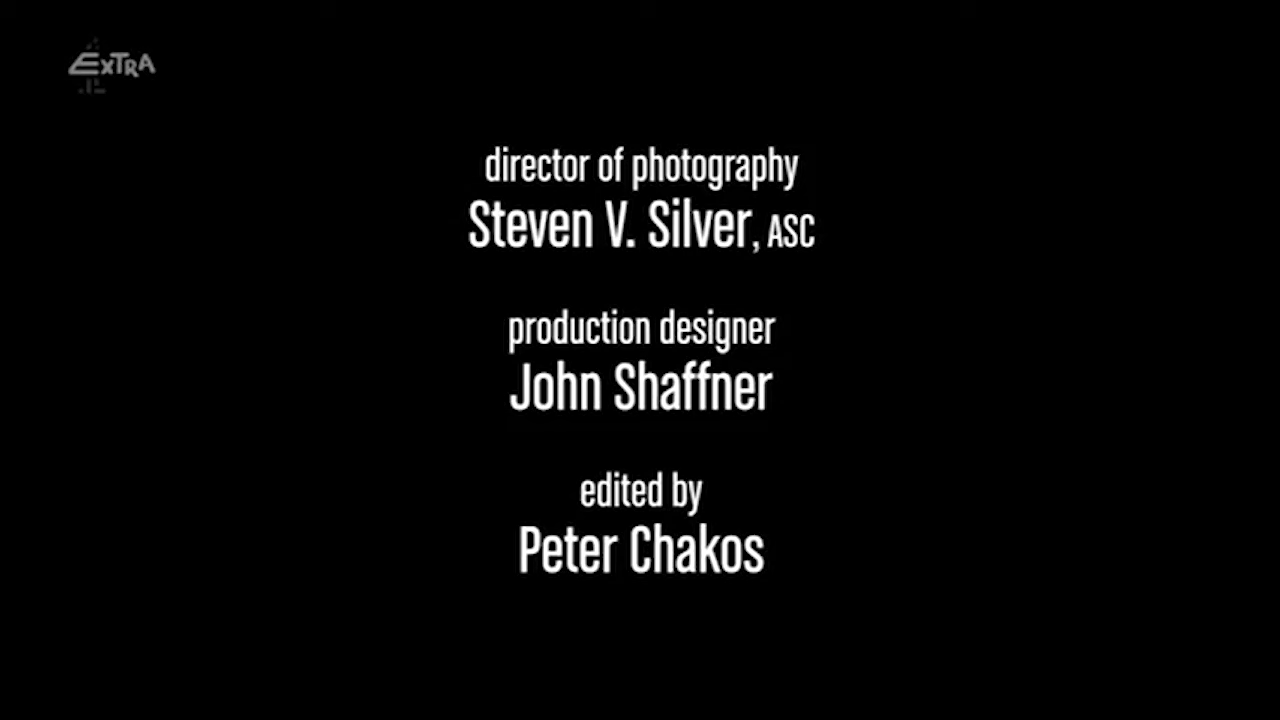 ExTRA
director of photography
Steven V. Silver, ASC
production designer
John Shaffner
edited by
Peter Chakos